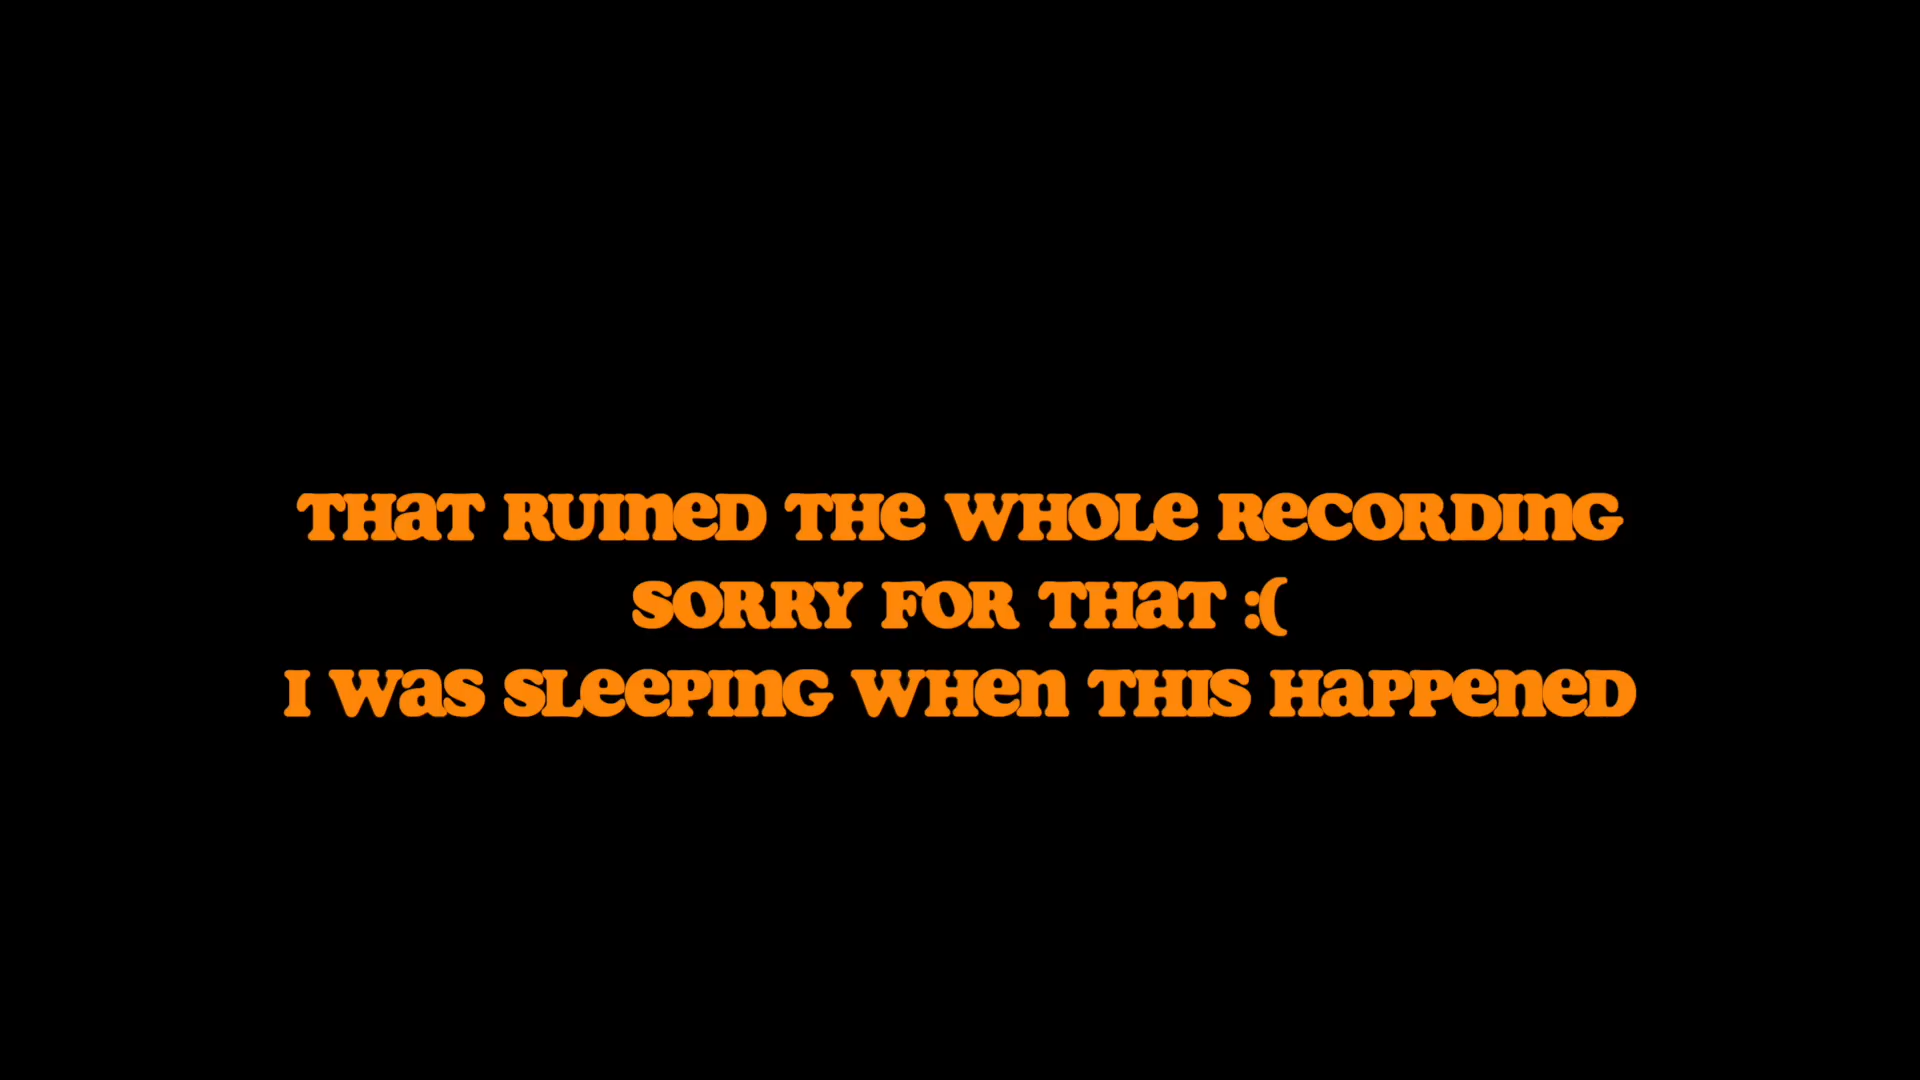 THAT RUINED THE WHOLE RECORDING
SORRY FOR THAT :(
I WAS SLEEPING WHEN THIS HAPPENED